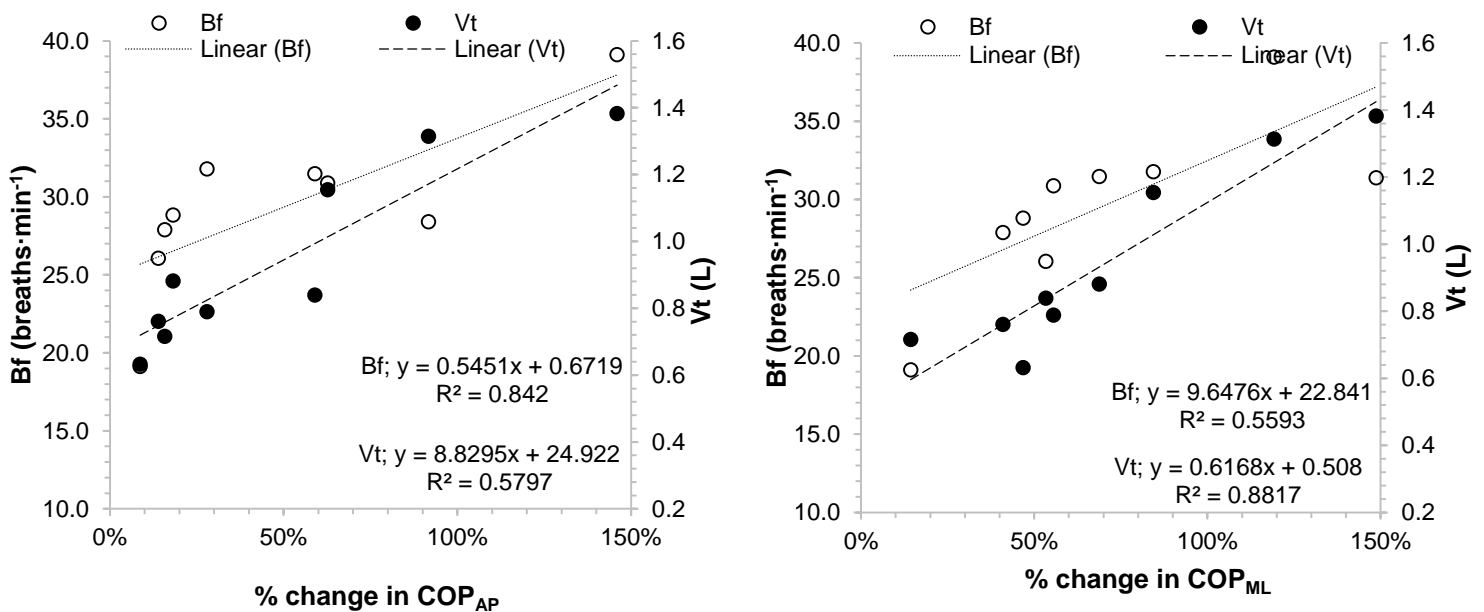 Bf
Vt
Linear (Bf)
Linear (Vt)
40.0
35.0
30.0
25.0
20.0
15.0
10.0
Bf (breaths·min⁻¹)
1.6
1.4
1.2
1.0
0.8
0.6
0.4
0.2
Vt (L)
Bf; y = 0.5451x + 0.6719
R² = 0.842
Vt; y = 8.8295x + 24.922
R² = 0.5797
0%
50%
100%
150%
% change in COP_AP
Bf
Vt
Linear (Bf)
Linear (Vt)
40.0
35.0
30.0
25.0
20.0
15.0
10.0
Bf (breaths·min⁻¹)
1.6
1.4
1.2
1.0
0.8
0.6
0.4
0.2
Vt (L)
Bf; y = 9.6476x + 22.841
R² = 0.5593
Vt; y = 0.6168x + 0.508
R² = 0.8817
0%
50%
100%
150%
% change in COP_ML